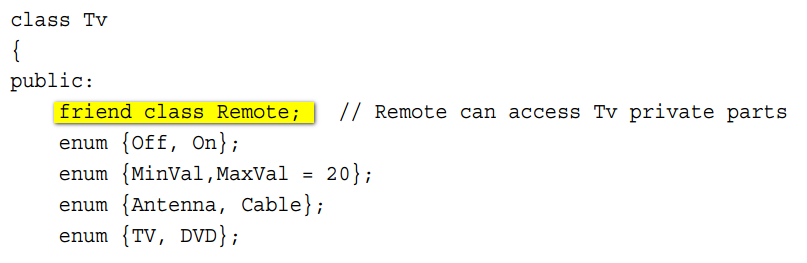 class Tv
{
public:
friend class Remote; // Remote can access Tv private parts
enum {Off, On};
enum {MinVal,MaxVal = 20};
enum {Antenna, Cable};
enum {TV, DVD};